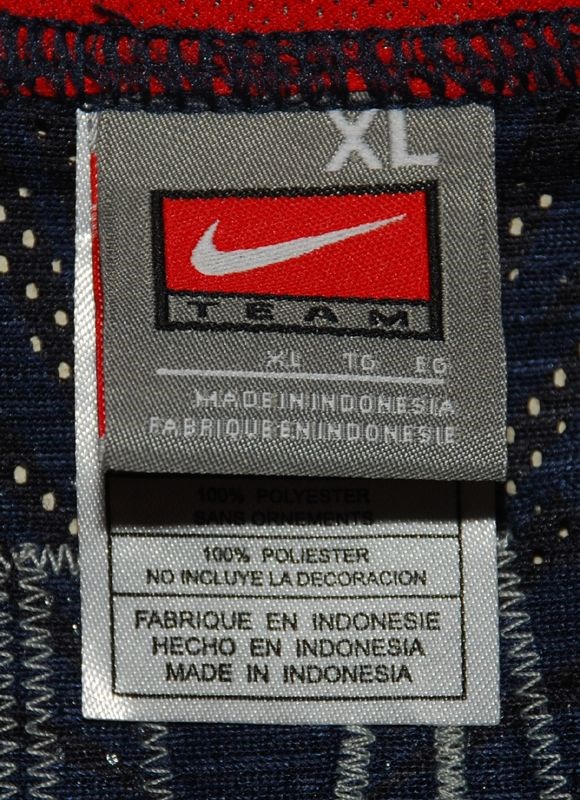 XL
TEAM
XL TG EG
MADE IN INDONESIA
FABRIQUE EN INDONESIE
100% POLYESTER
SANS ORNEMENTS
100% POLIESTER
NO INCLUYE LA DECORACION
FABRIQUE EN INDONESIE
HECHO EN INDONESIA
MADE IN INDONESIA